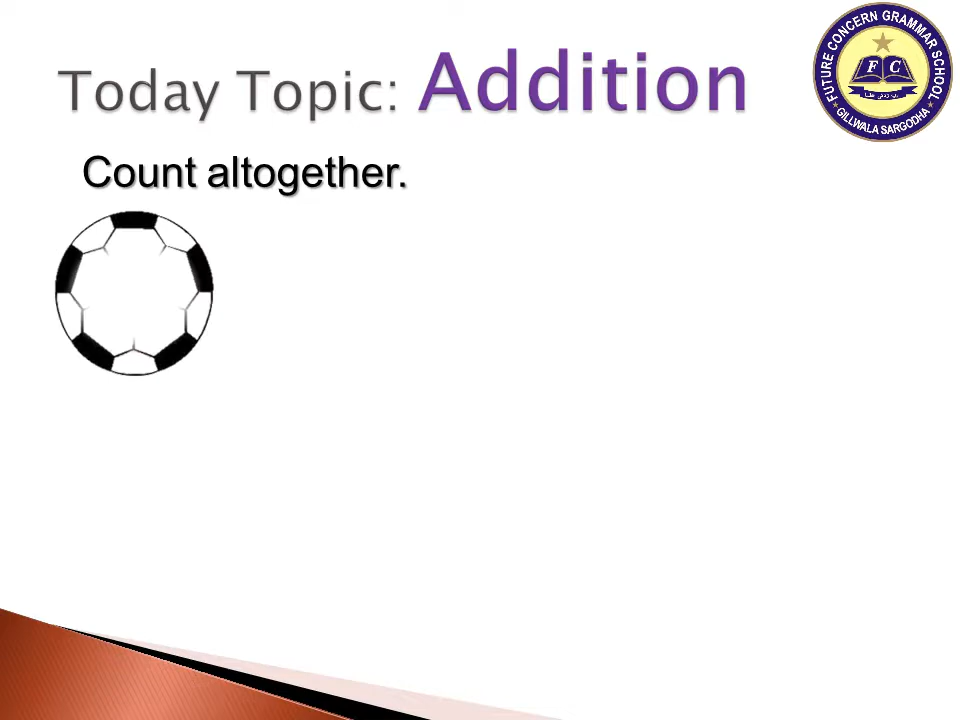 Today Topic: Addition
Count altogether.
FUTURE CONCERN GRAMMAR SCHOOL
F C
GILLWALA SARGODHA